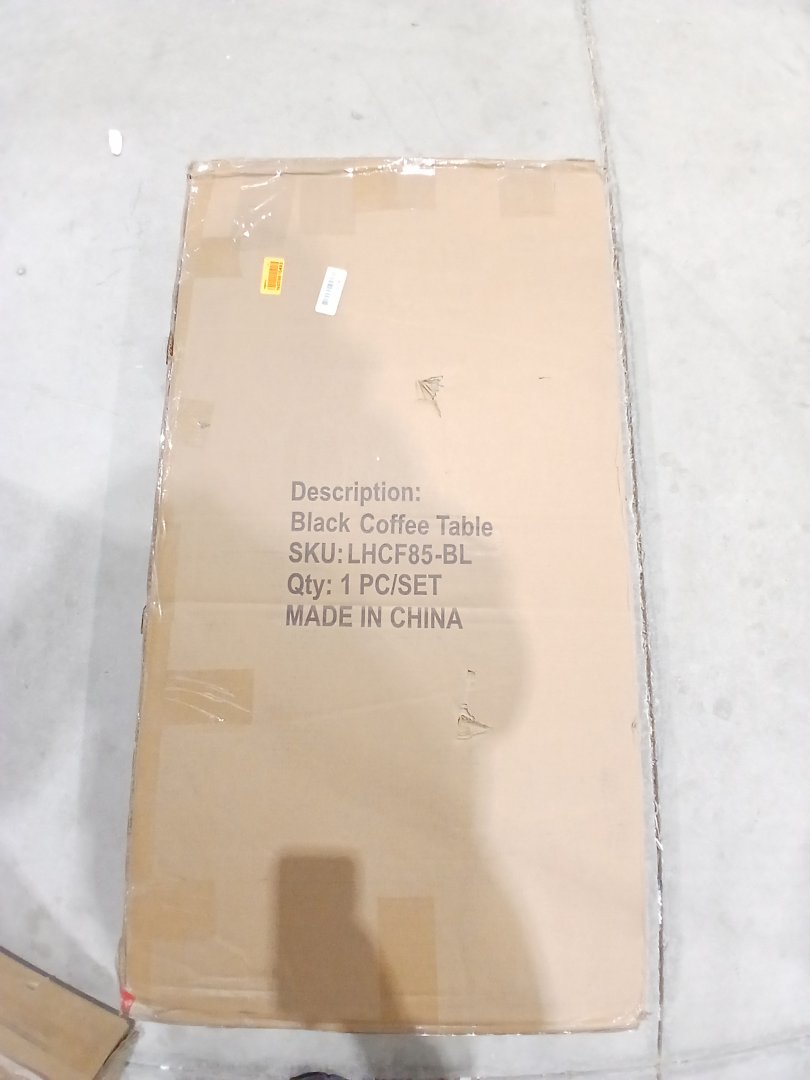 Description:
Black Coffee Table
SKU: LHCF85-BL
Qty: 1 PC/SET
MADE IN CHINA